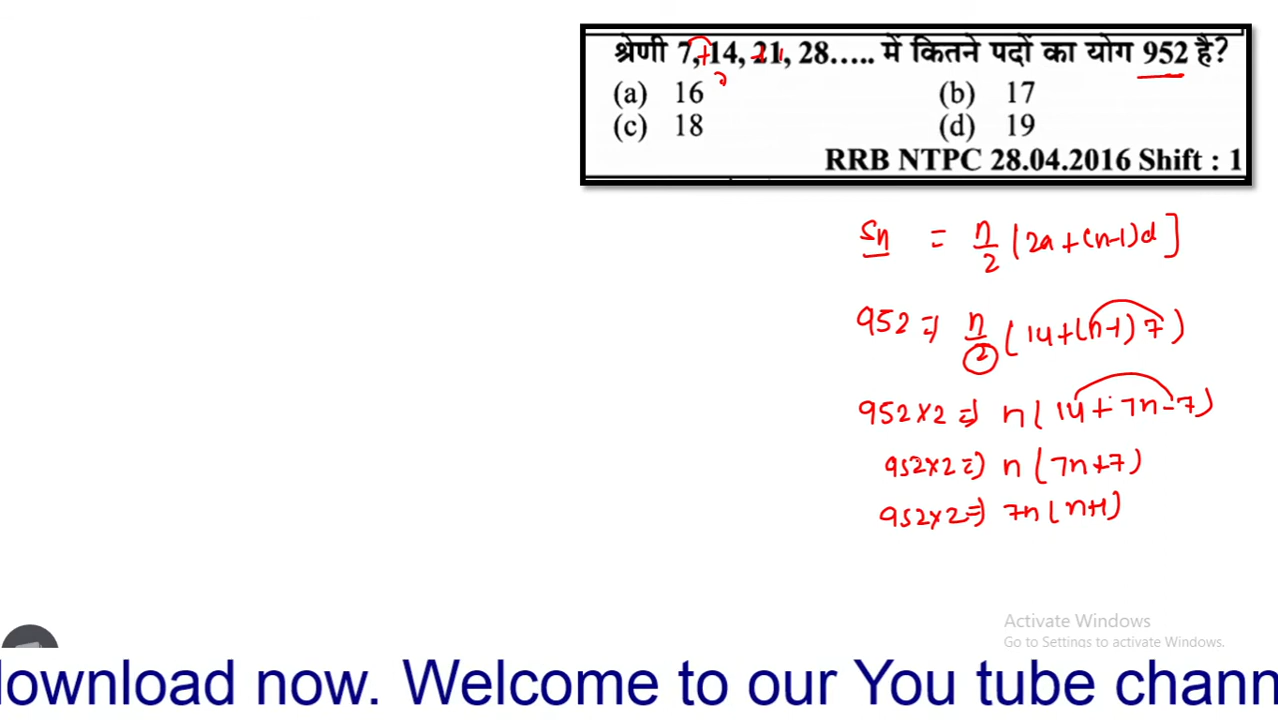 श्रेणी 7, 14, 21, 28..... में कितने पदों का योग 952 है?
(a) 16 (b) 17
(c) 18 (d) 19
RRB NTPC 28.04.2016 Shift : 1
Sn = n/2 [2a+(n-1)d]
952 => n/2 (14+(n-1)7)
952×2 => n(14+7n-7)
952×2 => n(7n+7)
952×2 => 7n(n+1)
Activate Windows
Go to Settings to activate Windows.
download now. Welcome to our You tube chann